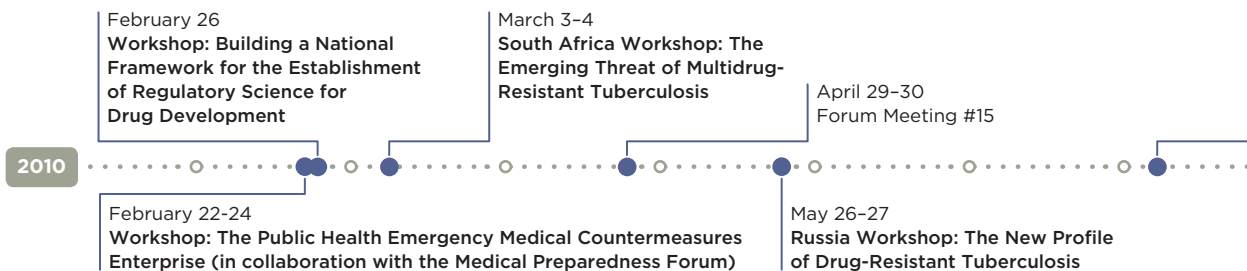 February 26
Workshop: Building a National
Framework for the Establishment
of Regulatory Science for
Drug Development
March 3–4
South Africa Workshop: The
Emerging Threat of Multidrug-
Resistant Tuberculosis
April 29–30
Forum Meeting #15
2010
February 22-24
Workshop: The Public Health Emergency Medical Countermeasures
Enterprise (in collaboration with the Medical Preparedness Forum)
May 26–27
Russia Workshop: The New Profile
of Drug-Resistant Tuberculosis